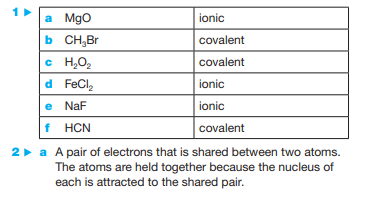 1 ▶ a MgO ionic
b CH₃Br covalent
c H₂O₂ covalent
d FeCl₂ ionic
e NaF ionic
f HCN covalent
2 ▶ a A pair of electrons that is shared between two atoms.
The atoms are held together because the nucleus of
each is attracted to the shared pair.